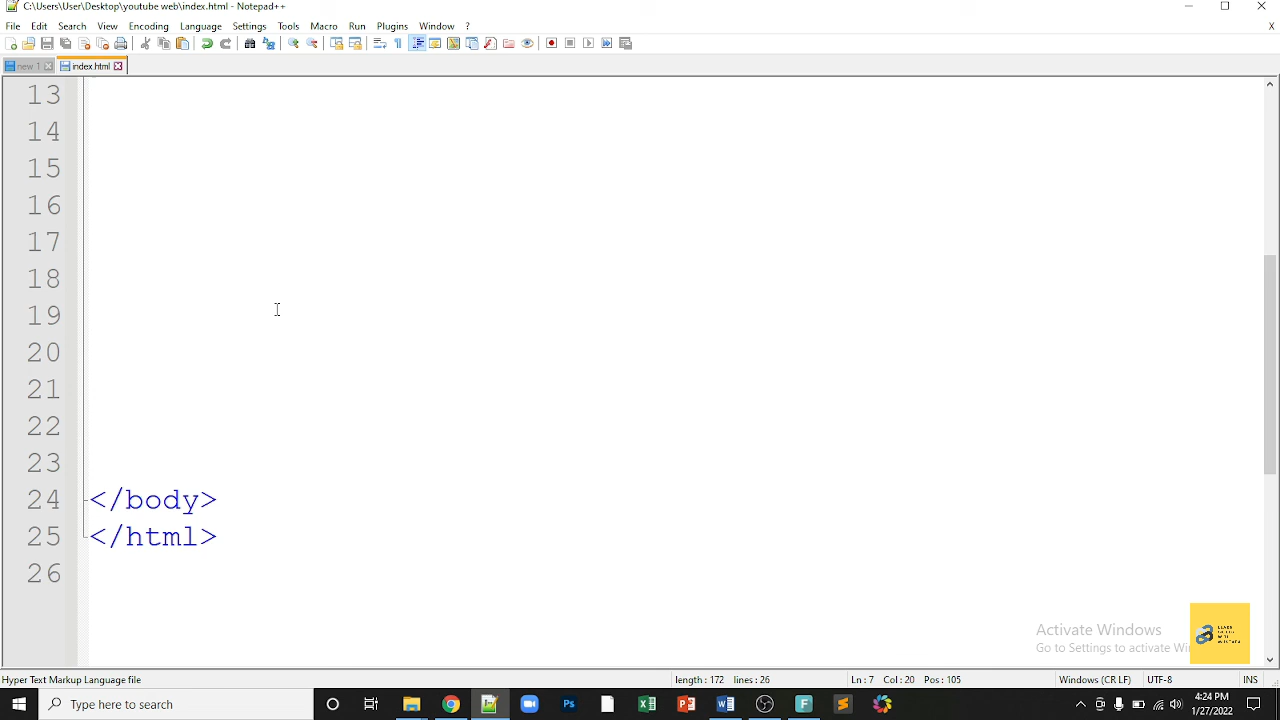 C:\Users\User\Desktop\youtube web\index.html - Notepad++
File Edit Search View Encoding Language Settings Tools Macro Run Plugins Window ?
new 1 index.html
13
14
15
16
17
18
19
20
21
22
23
24 </body>
25 </html>
26
Activate Windows
Go to Settings to activate Wi
Hyper Text Markup Language file length : 172 lines : 26 Ln : 7 Col : 20 Pos : 105 Windows (CR LF) UTF-8 INS
Type here to search
4:24 PM
1/27/2022